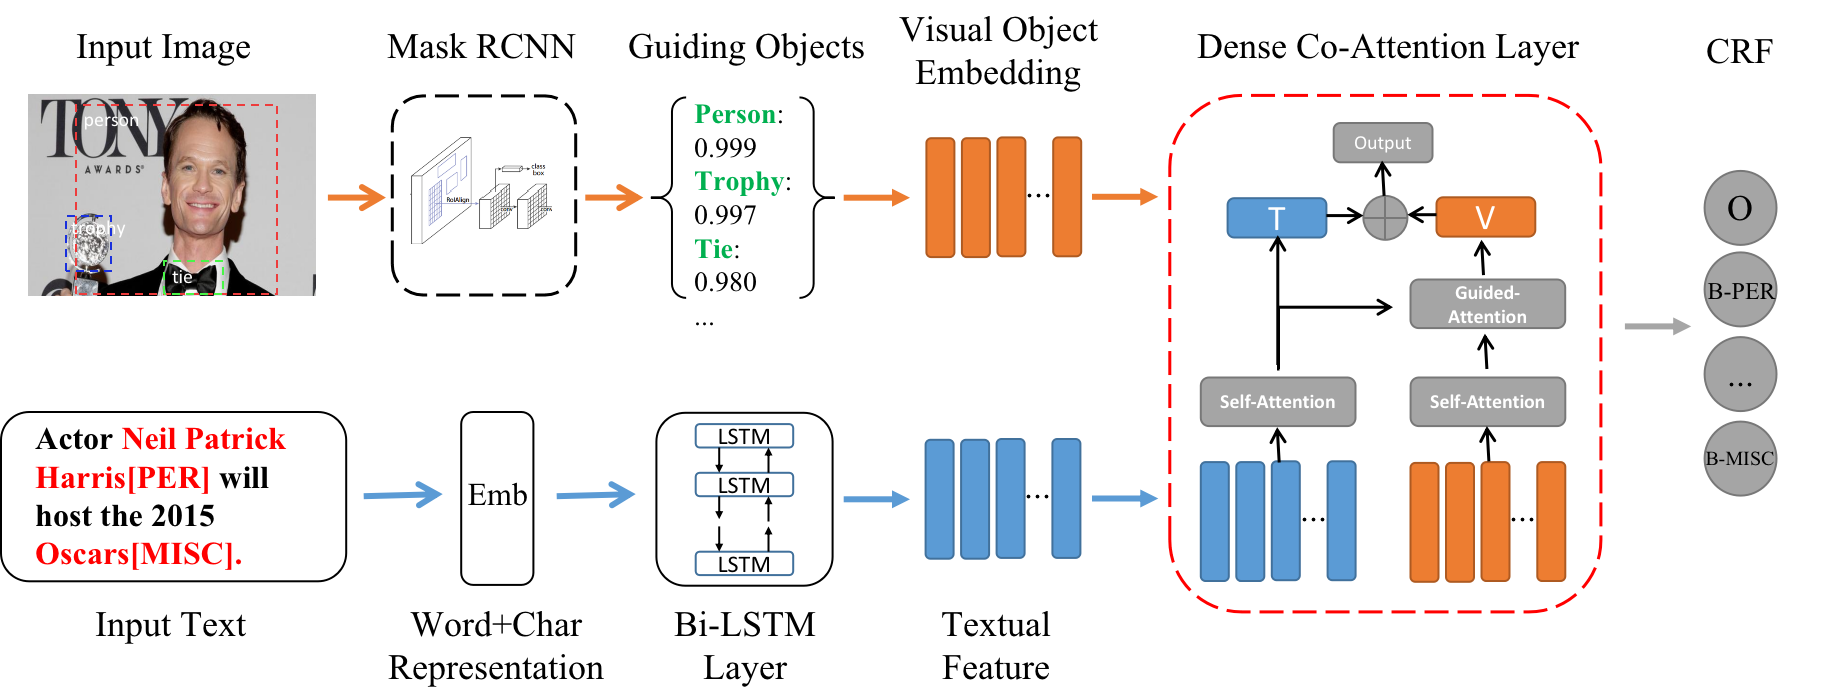 Input Image
Mask RCNN
Guiding Objects
Visual Object
Embedding
Dense Co-Attention Layer
CRF
TONY
AWARDS®
person
trophy
tie
RoIAlign
class
box
conv
conv
Person:
0.999
Trophy:
0.997
Tie:
0.980
...
...
Output
T
V
Guided-
Attention
Self-Attention
Self-Attention
...
...
O
B-PER
...
B-MISC
Actor Neil Patrick
Harris[PER] will
host the 2015
Oscars[MISC].
Emb
LSTM
LSTM
LSTM
...
Input Text
Word+Char
Representation
Bi-LSTM
Layer
Textual
Feature